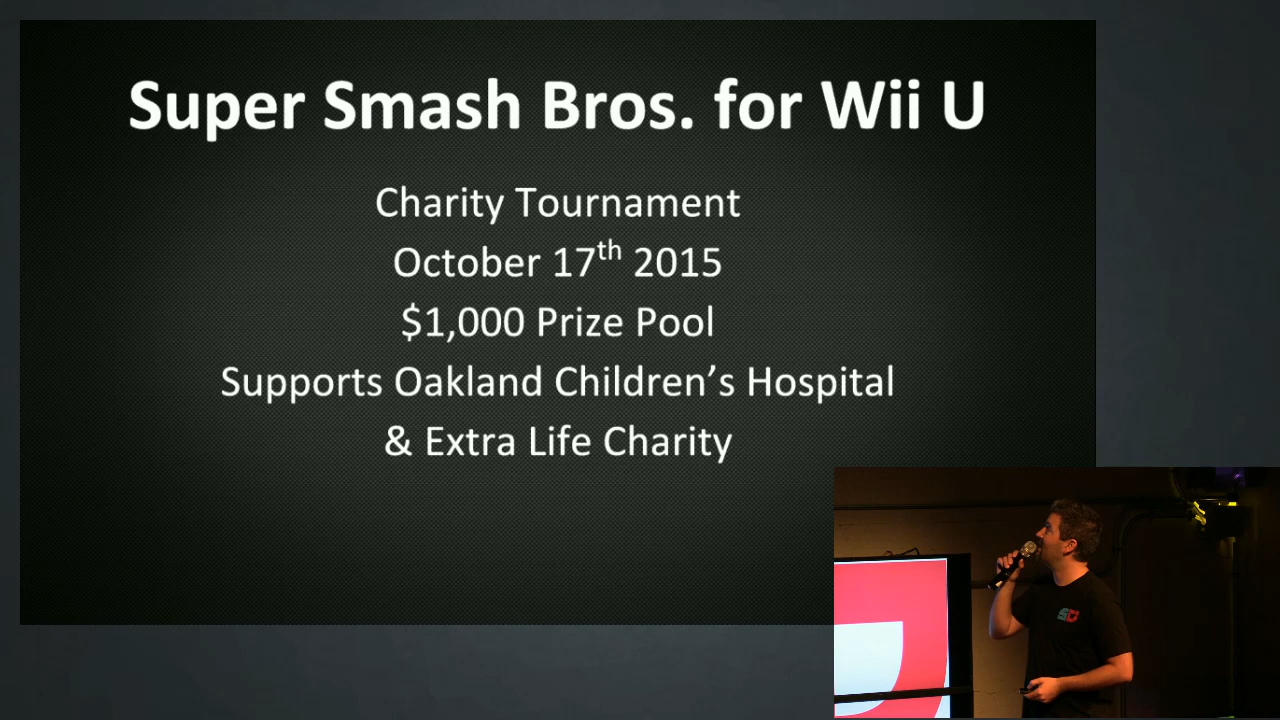 Super Smash Bros. for Wii U
Charity Tournament
October 17th 2015
$1,000 Prize Pool
Supports Oakland Children’s Hospital
& Extra Life Charity